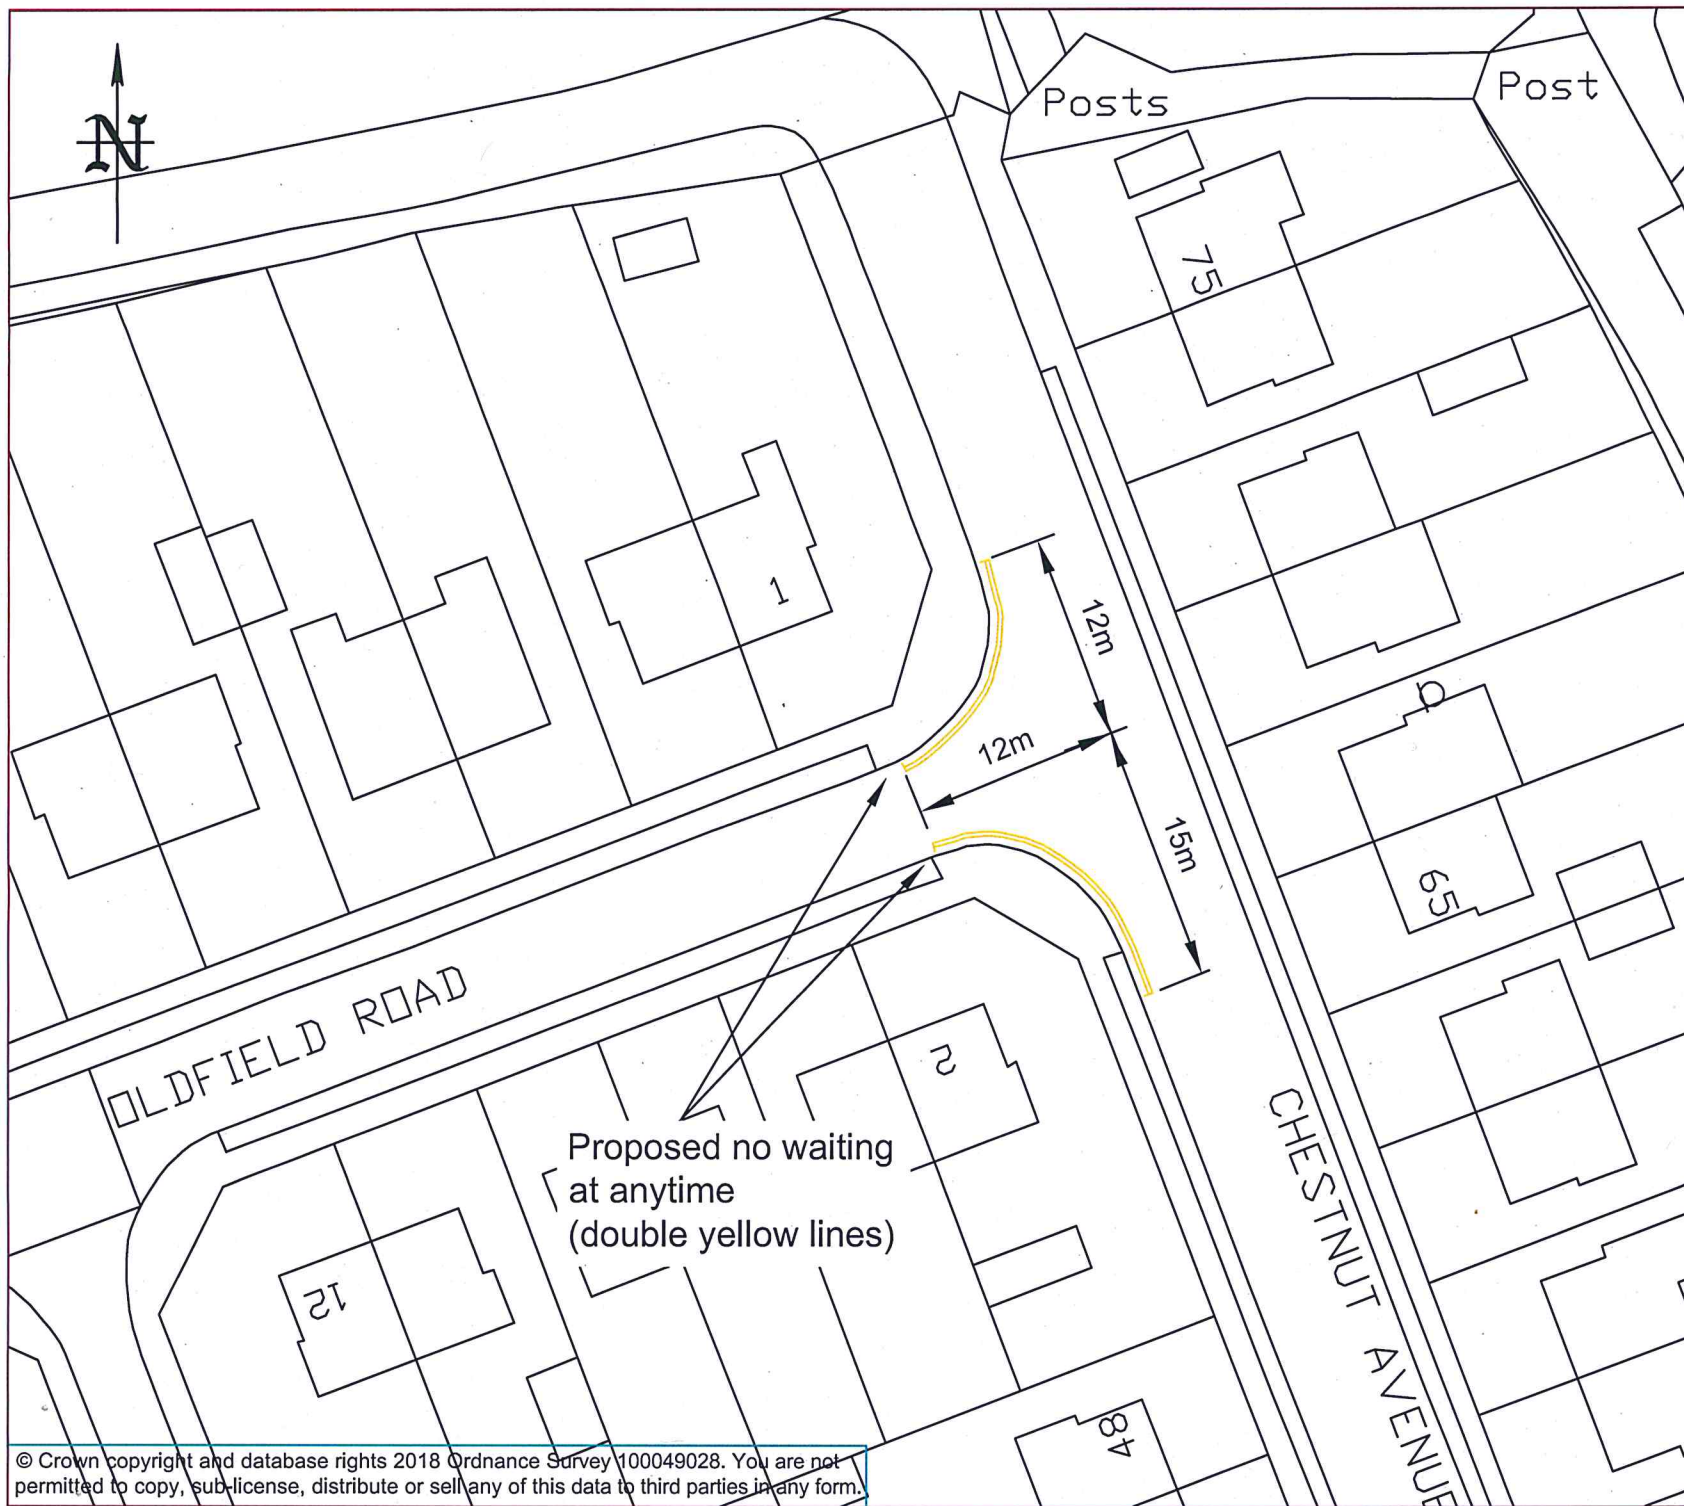 N
Posts
Post
75
1
12m
12m
15m
65
OLDFIELD ROAD
2
Proposed no waiting
at anytime
(double yellow lines)
12
CHESTNUT AVENUE
48
© Crown copyright and database rights 2018 Ordnance Survey 100049028. You are not
permitted to copy, sub-license, distribute or sell any of this data to third parties in any form.